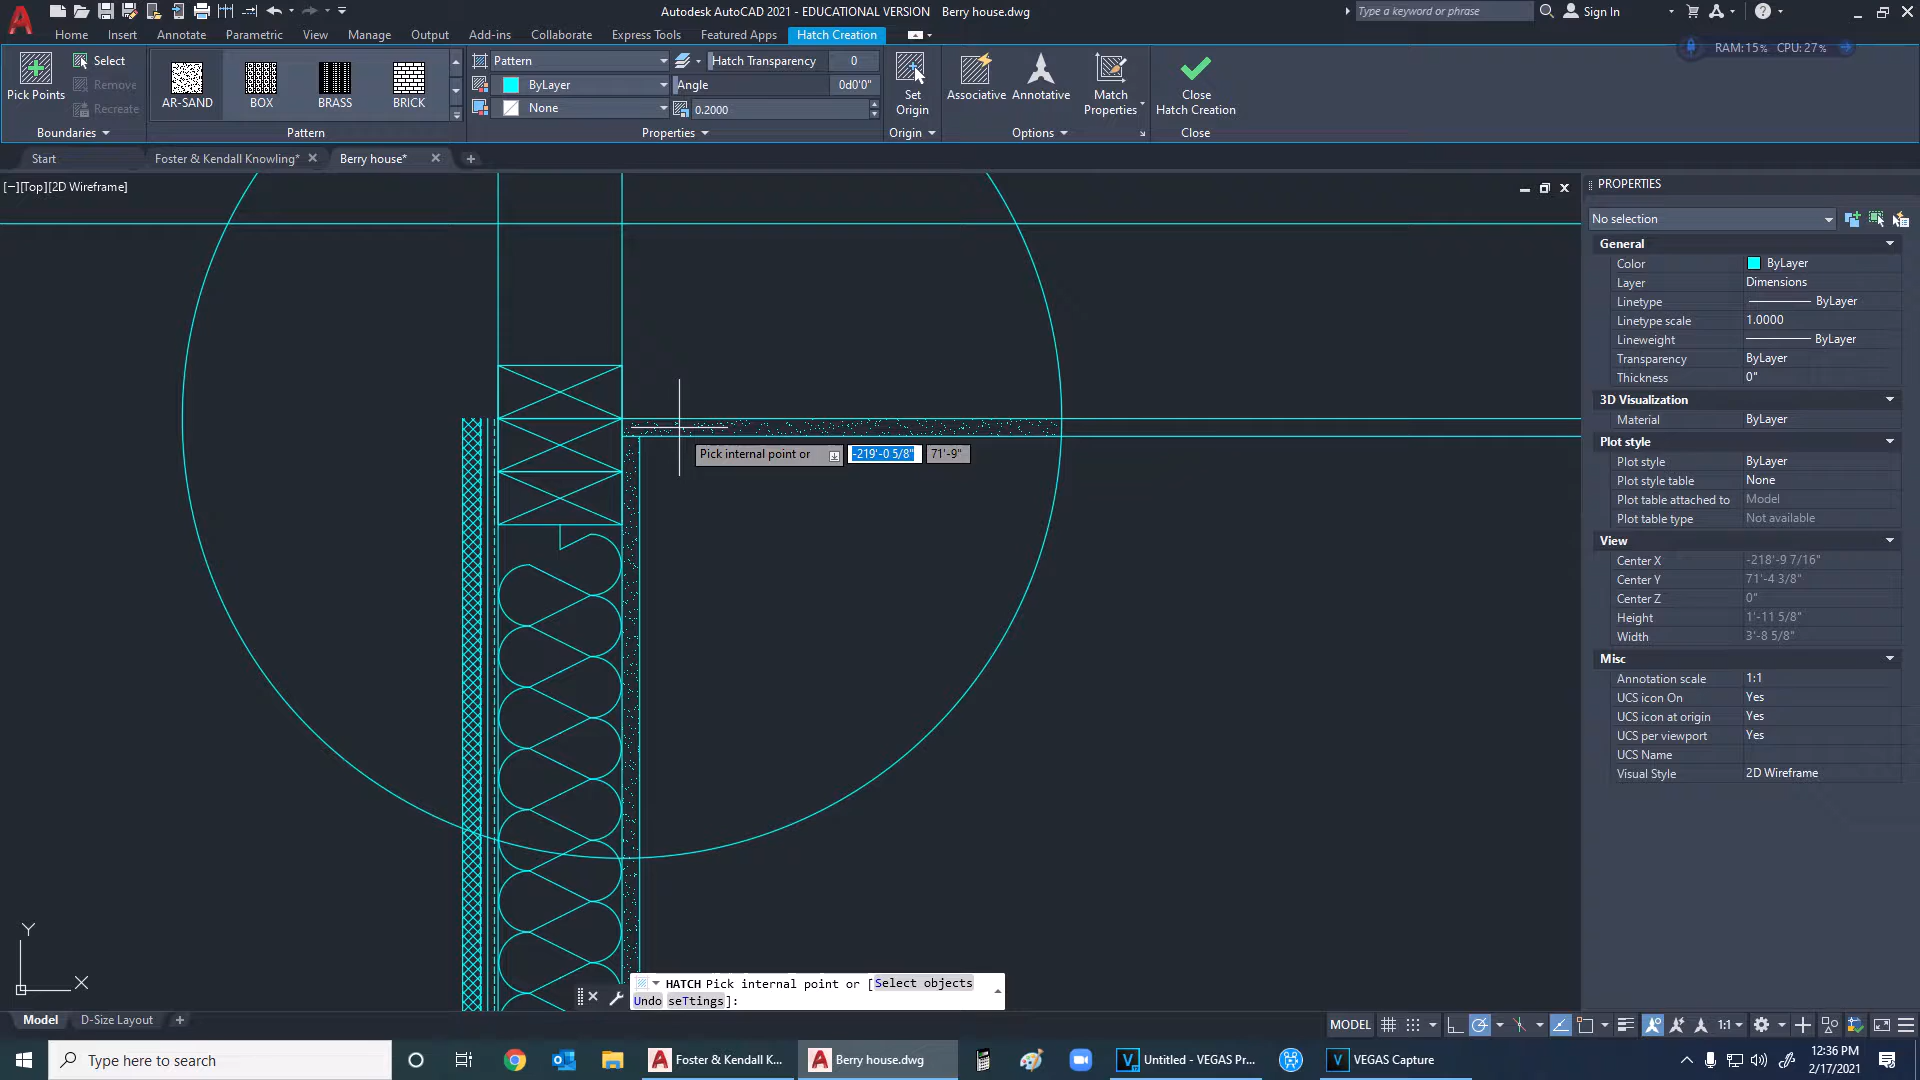 Autodesk AutoCAD 2021 - EDUCATIONAL VERSION Berry house.dwg
Type a keyword or phrase
Sign In
Home Insert Annotate Parametric View Manage Output Add-ins Collaborate Express Tools Featured Apps Hatch Creation
RAM:15% CPU:27%
Pick Points
Select
Remove
Recreate
Boundaries
AR-SAND
BOX
BRASS
BRICK
Pattern
Pattern
ByLayer
None
Hatch Transparency 0
Angle 0d0'0"
0.2000
Properties
Set
Origin
Origin
Associative
Annotative
Match
Properties
Options
Close
Hatch Creation
Close
Start
Foster & Kendall Knowling*
Berry house*
[−][Top][2D Wireframe]
Pick internal point or
-219'-0 5/8"
71'-9"
Y
X
HATCH Pick internal point or [Select objects
Undo seTtings]:
PROPERTIES
No selection
General
Color ByLayer
Layer Dimensions
Linetype ByLayer
Linetype scale 1.0000
Lineweight ByLayer
Transparency ByLayer
Thickness 0"
3D Visualization
Material ByLayer
Plot style
Plot style ByLayer
Plot style table None
Plot table attached to Model
Plot table type Not available
View
Center X -218'-9 7/16"
Center Y 71'-4 3/8"
Center Z 0"
Height 1'-11 5/8"
Width 3'-8 5/8"
Misc
Annotation scale 1:1
UCS icon On Yes
UCS icon at origin Yes
UCS per viewport Yes
UCS Name
Visual Style 2D Wireframe
Model
D-Size Layout
MODEL
1:1
Type here to search
Foster & Kendall K...
Berry house.dwg
Untitled - VEGAS Pr...
VEGAS Capture
12:36 PM
2/17/2021